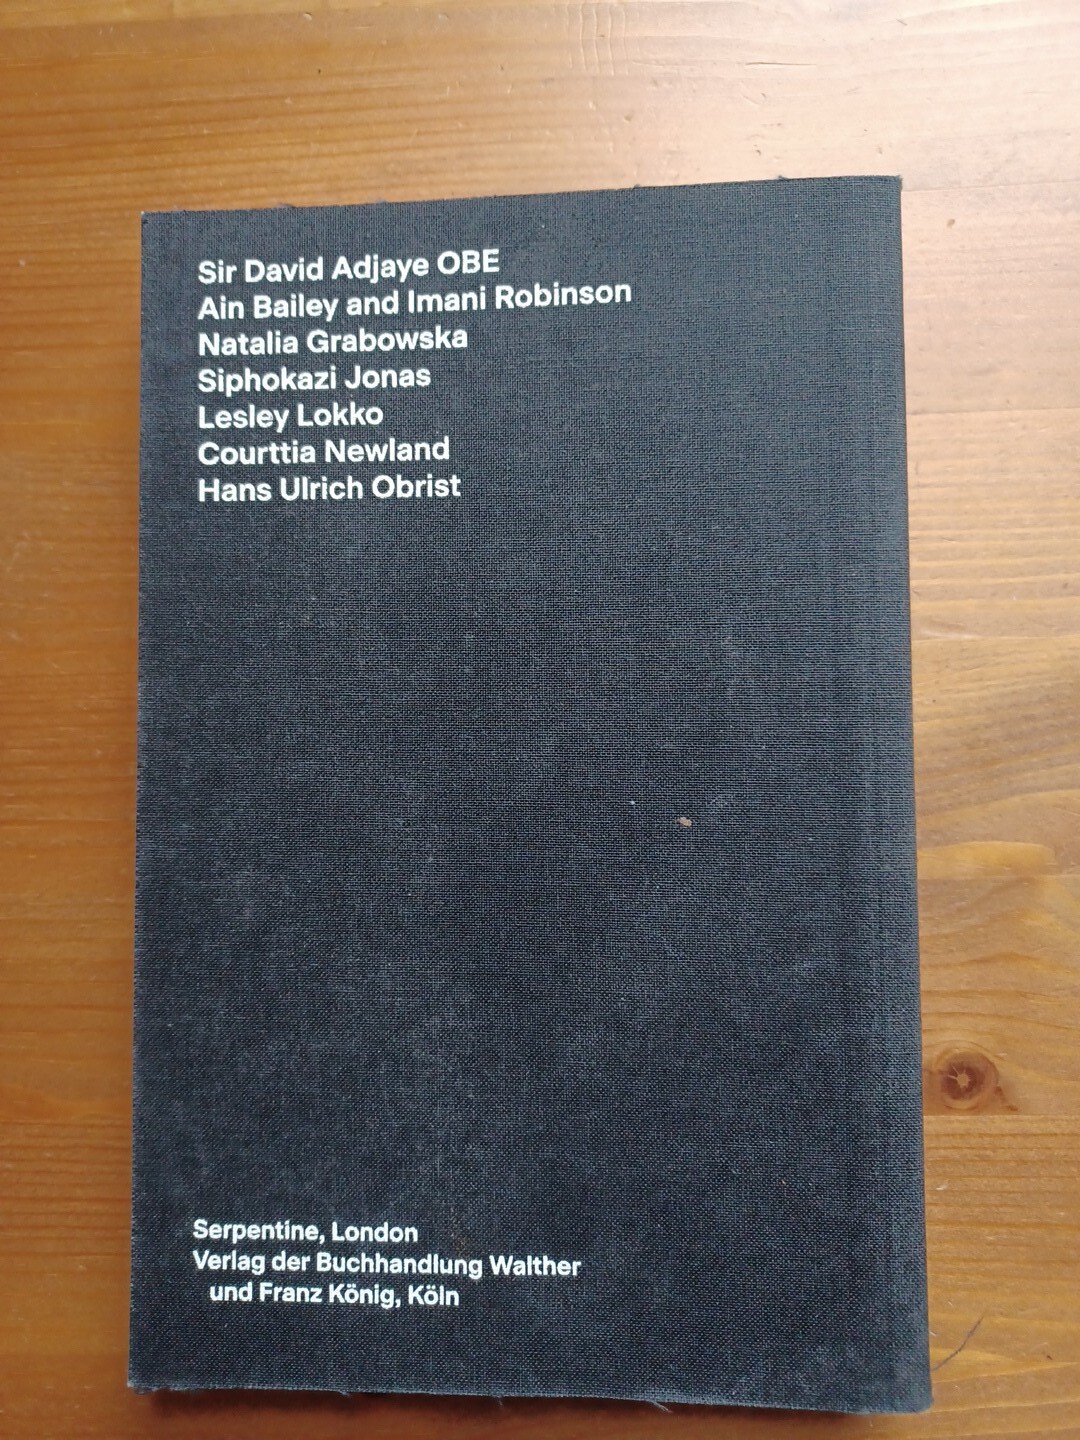 Sir David Adjaye OBE
Ain Bailey and Imani Robinson
Natalia Grabowska
Siphokazi Jonas
Lesley Lokko
Courttia Newland
Hans Ulrich Obrist
Serpentine, London
Verlag der Buchhandlung Walther
und Franz König, Köln